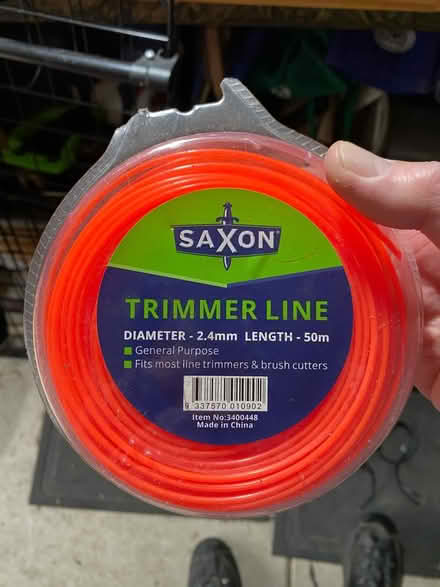 SAXON
TRIMMER LINE
DIAMETER - 2.4mm LENGTH - 50m
General Purpose
Fits most line trimmers & brush cutters
9 337570 010902
Item No:3400448
Made in China